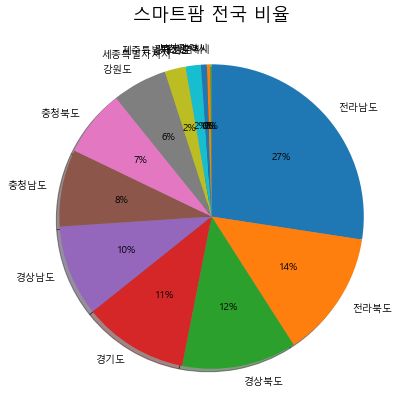 스마트팜 전국 비율
전라남도
27%
전라북도
14%
경상북도
12%
경기도
11%
경상남도
10%
충청남도
8%
충청북도
7%
강원도
6%
2%
2%